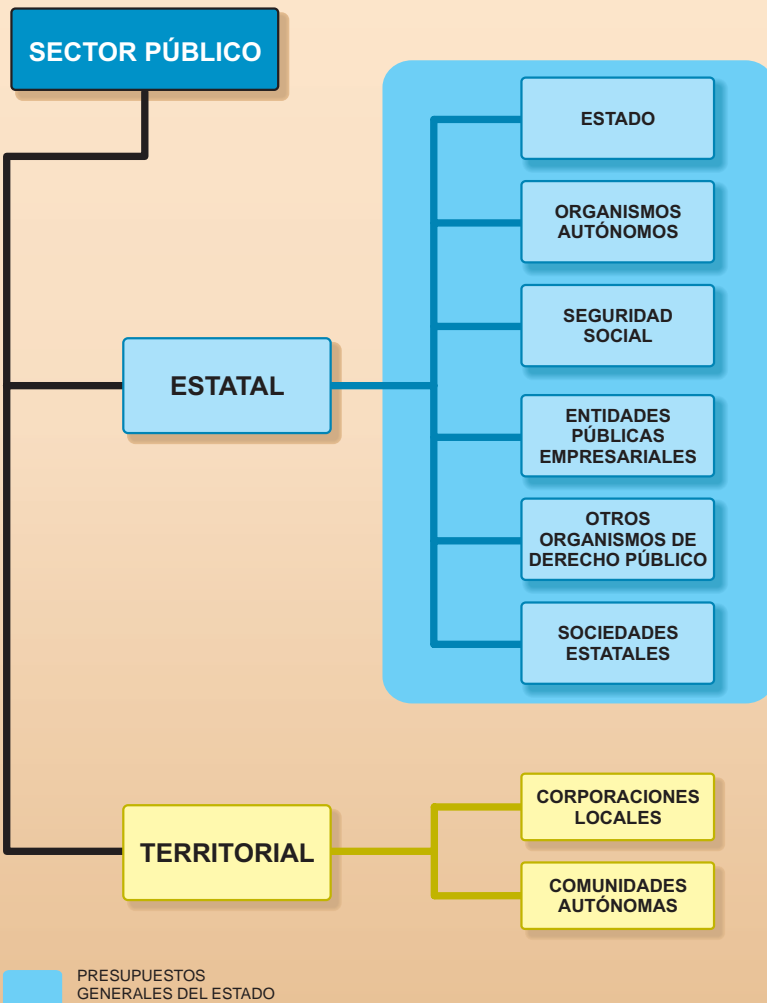 SECTOR PÚBLICO
ESTADO
ORGANISMOS
AUTÓNOMOS
SEGURIDAD
SOCIAL
ESTATAL
ENTIDADES
PÚBLICAS
EMPRESARIALES
OTROS
ORGANISMOS DE
DERECHO PÚBLICO
SOCIEDADES
ESTATALES
CORPORACIONES
LOCALES
TERRITORIAL
COMUNIDADES
AUTÓNOMAS
PRESUPUESTOS
GENERALES DEL ESTADO